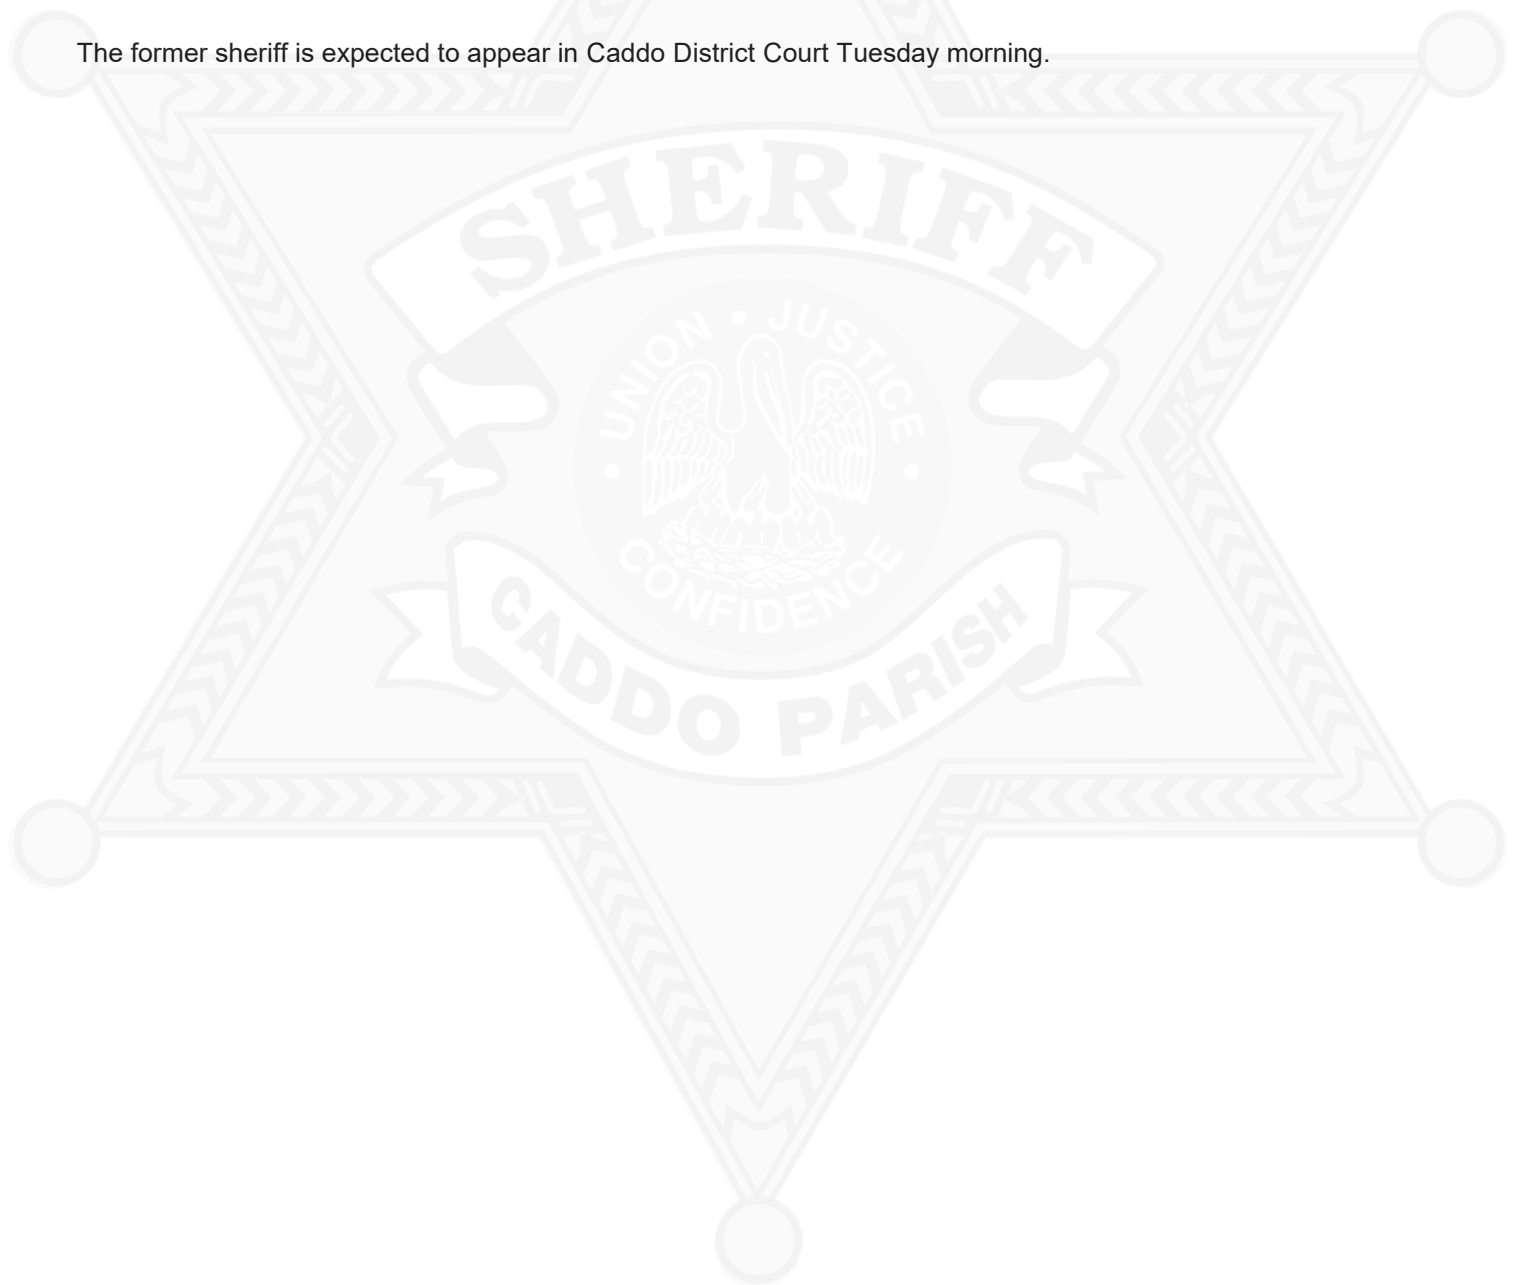 The former sheriff is expected to appear in Caddo District Court Tuesday morning.
SHERIFF
UNION • JUSTICE
• CONFIDENCE •
CADDO PARISH